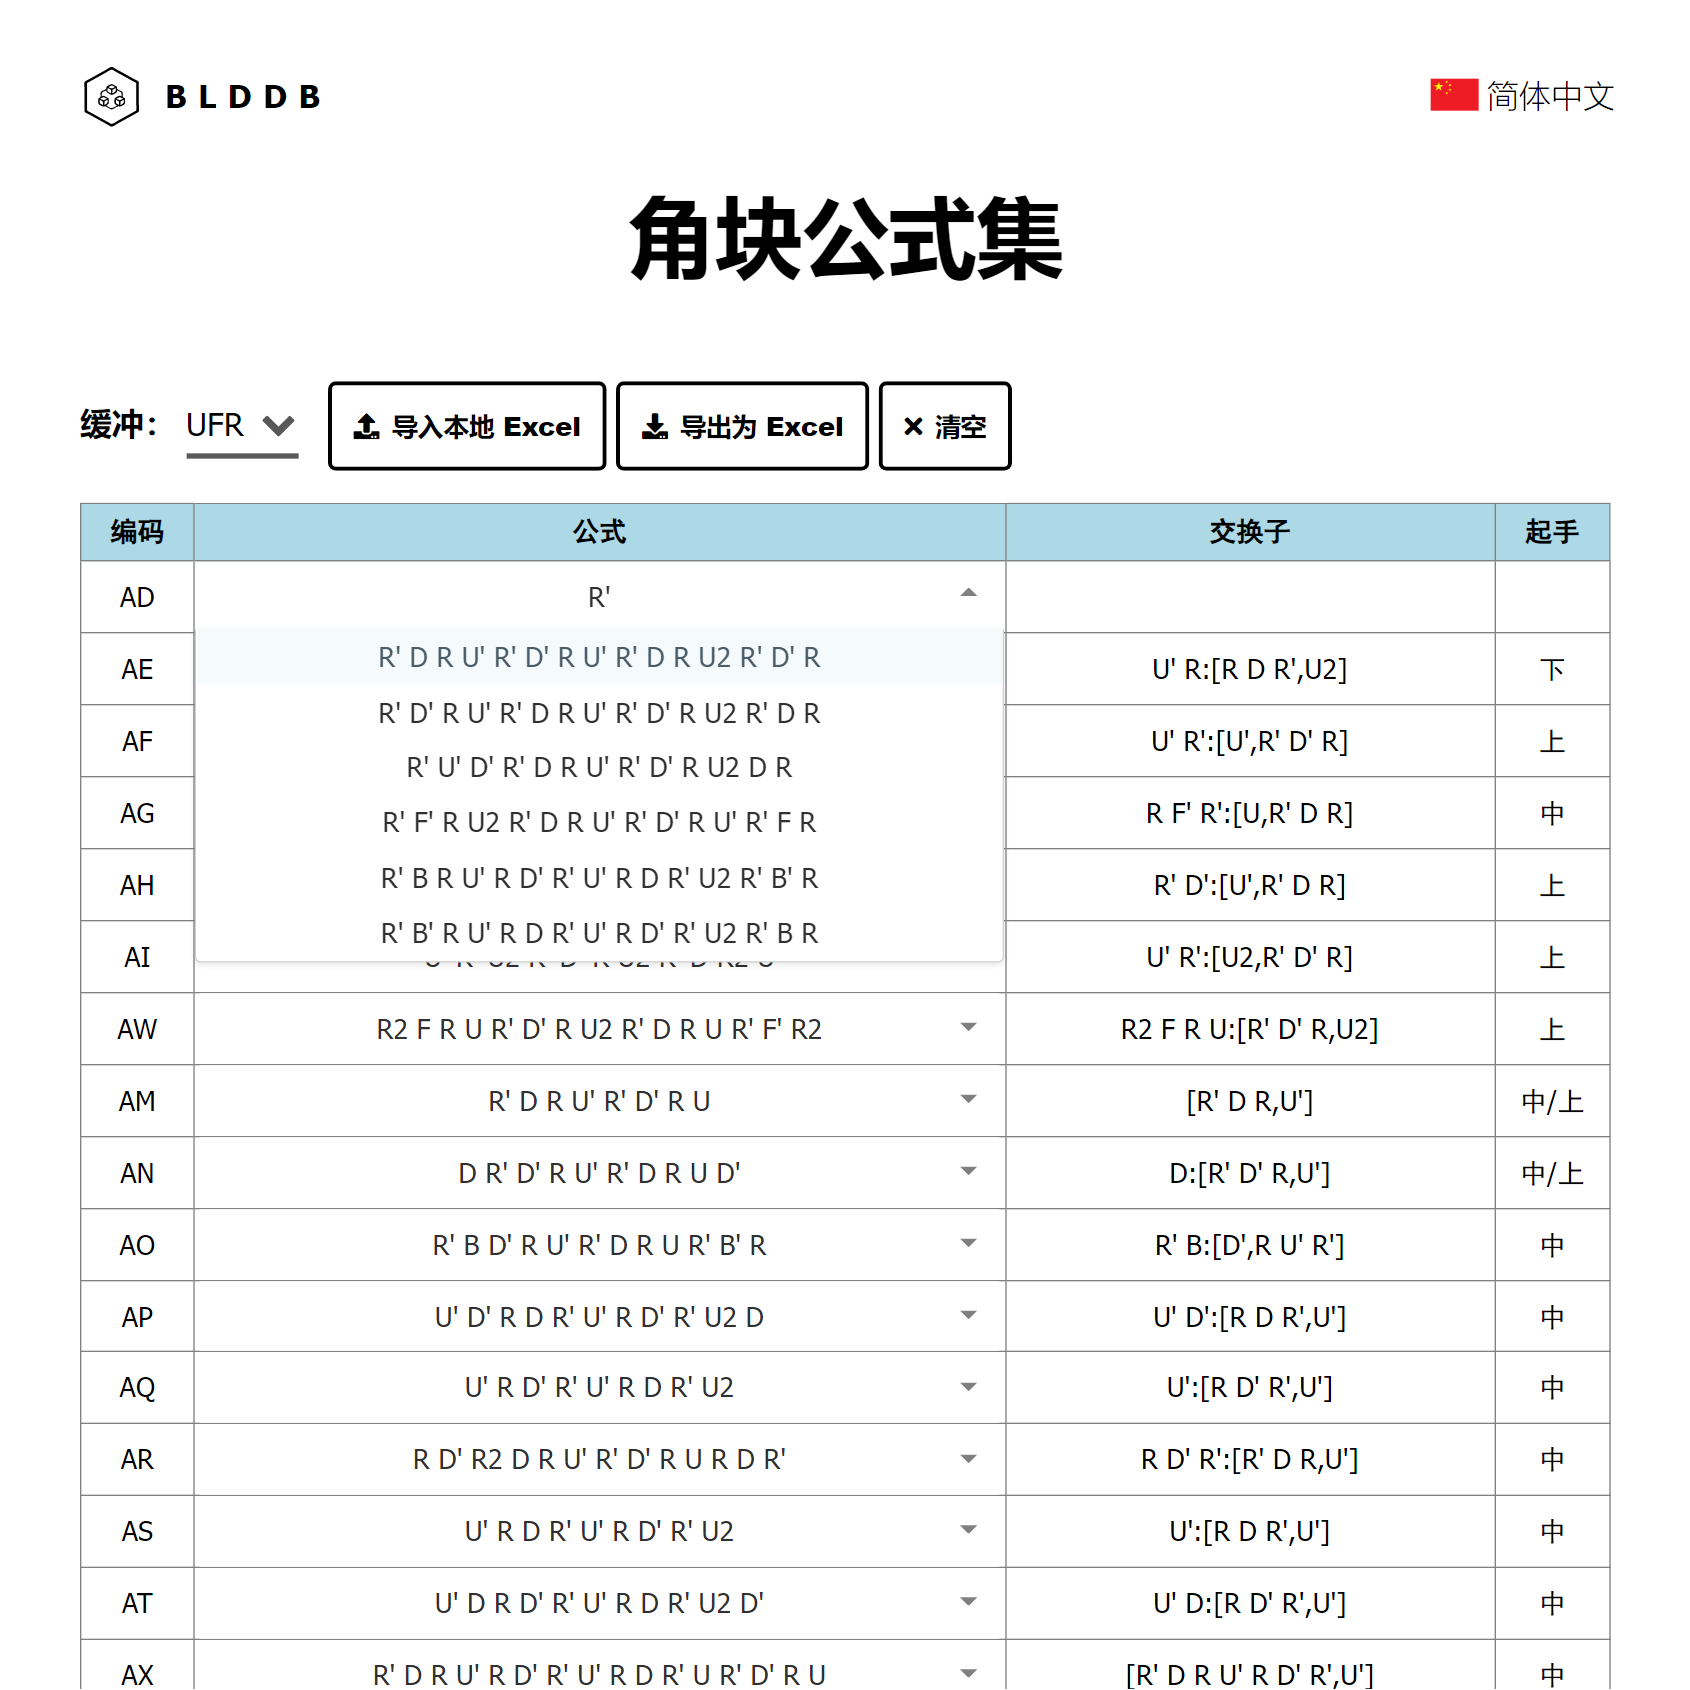 BLDDB
简体中文
角块公式集
缓冲： UFR 导入本地 Excel 导出为 Excel 清空
编码 公式 交换子 起手
AD R'
R' D R U' R' D' R U' R' D R U2 R' D' R
AE U' R:[R D R',U2] 下
R' D' R U' R' D R U' R' D' R U2 R' D R
AF U' R':[U',R' D' R] 上
R' U' D' R' D R U' R' D' R U2 D R
AG R' F' R U2 R' D R U' R' D' R U' R' F R R F' R':[U,R' D R] 中
AH R' B R U' R D' R' U' R D R' U2 R' B' R R' D':[U',R' D R] 上
R' B' R U' R D R' U' R D' R' U2 R' B R
AI U' R':[U2,R' D' R] 上
AW R2 F R U R' D' R U2 R' D R U R' F' R2 R2 F R U:[R' D' R,U2] 上
AM R' D R U' R' D' R U [R' D R,U'] 中/上
AN D R' D' R U' R' D R U D' D:[R' D' R,U'] 中/上
AO R' B D' R U' R' D R U R' B' R R' B:[D',R U' R'] 中
AP U' D' R D R' U' R D' R' U2 D U' D':[R D R',U'] 中
AQ U' R D' R' U' R D R' U2 U':[R D' R',U'] 中
AR R D' R2 D R U' R' D' R U R D R' R D' R':[R' D R,U'] 中
AS U' R D R' U' R D' R' U2 U':[R D R',U'] 中
AT U' D R D' R' U' R D R' U2 D' U' D:[R D' R',U'] 中
AX R' D R U' R D' R' U' R D R' U R' D' R U [R' D R U' R D' R',U'] 中